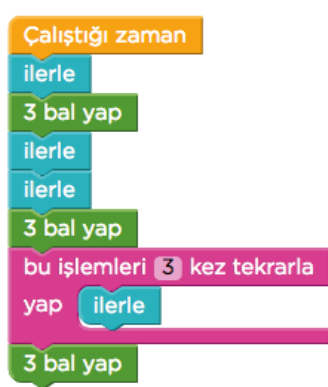 Çalıştığı zaman
ilerle
3 bal yap
ilerle
ilerle
3 bal yap
bu işlemleri 3 kez tekrarla
yap ilerle
3 bal yap